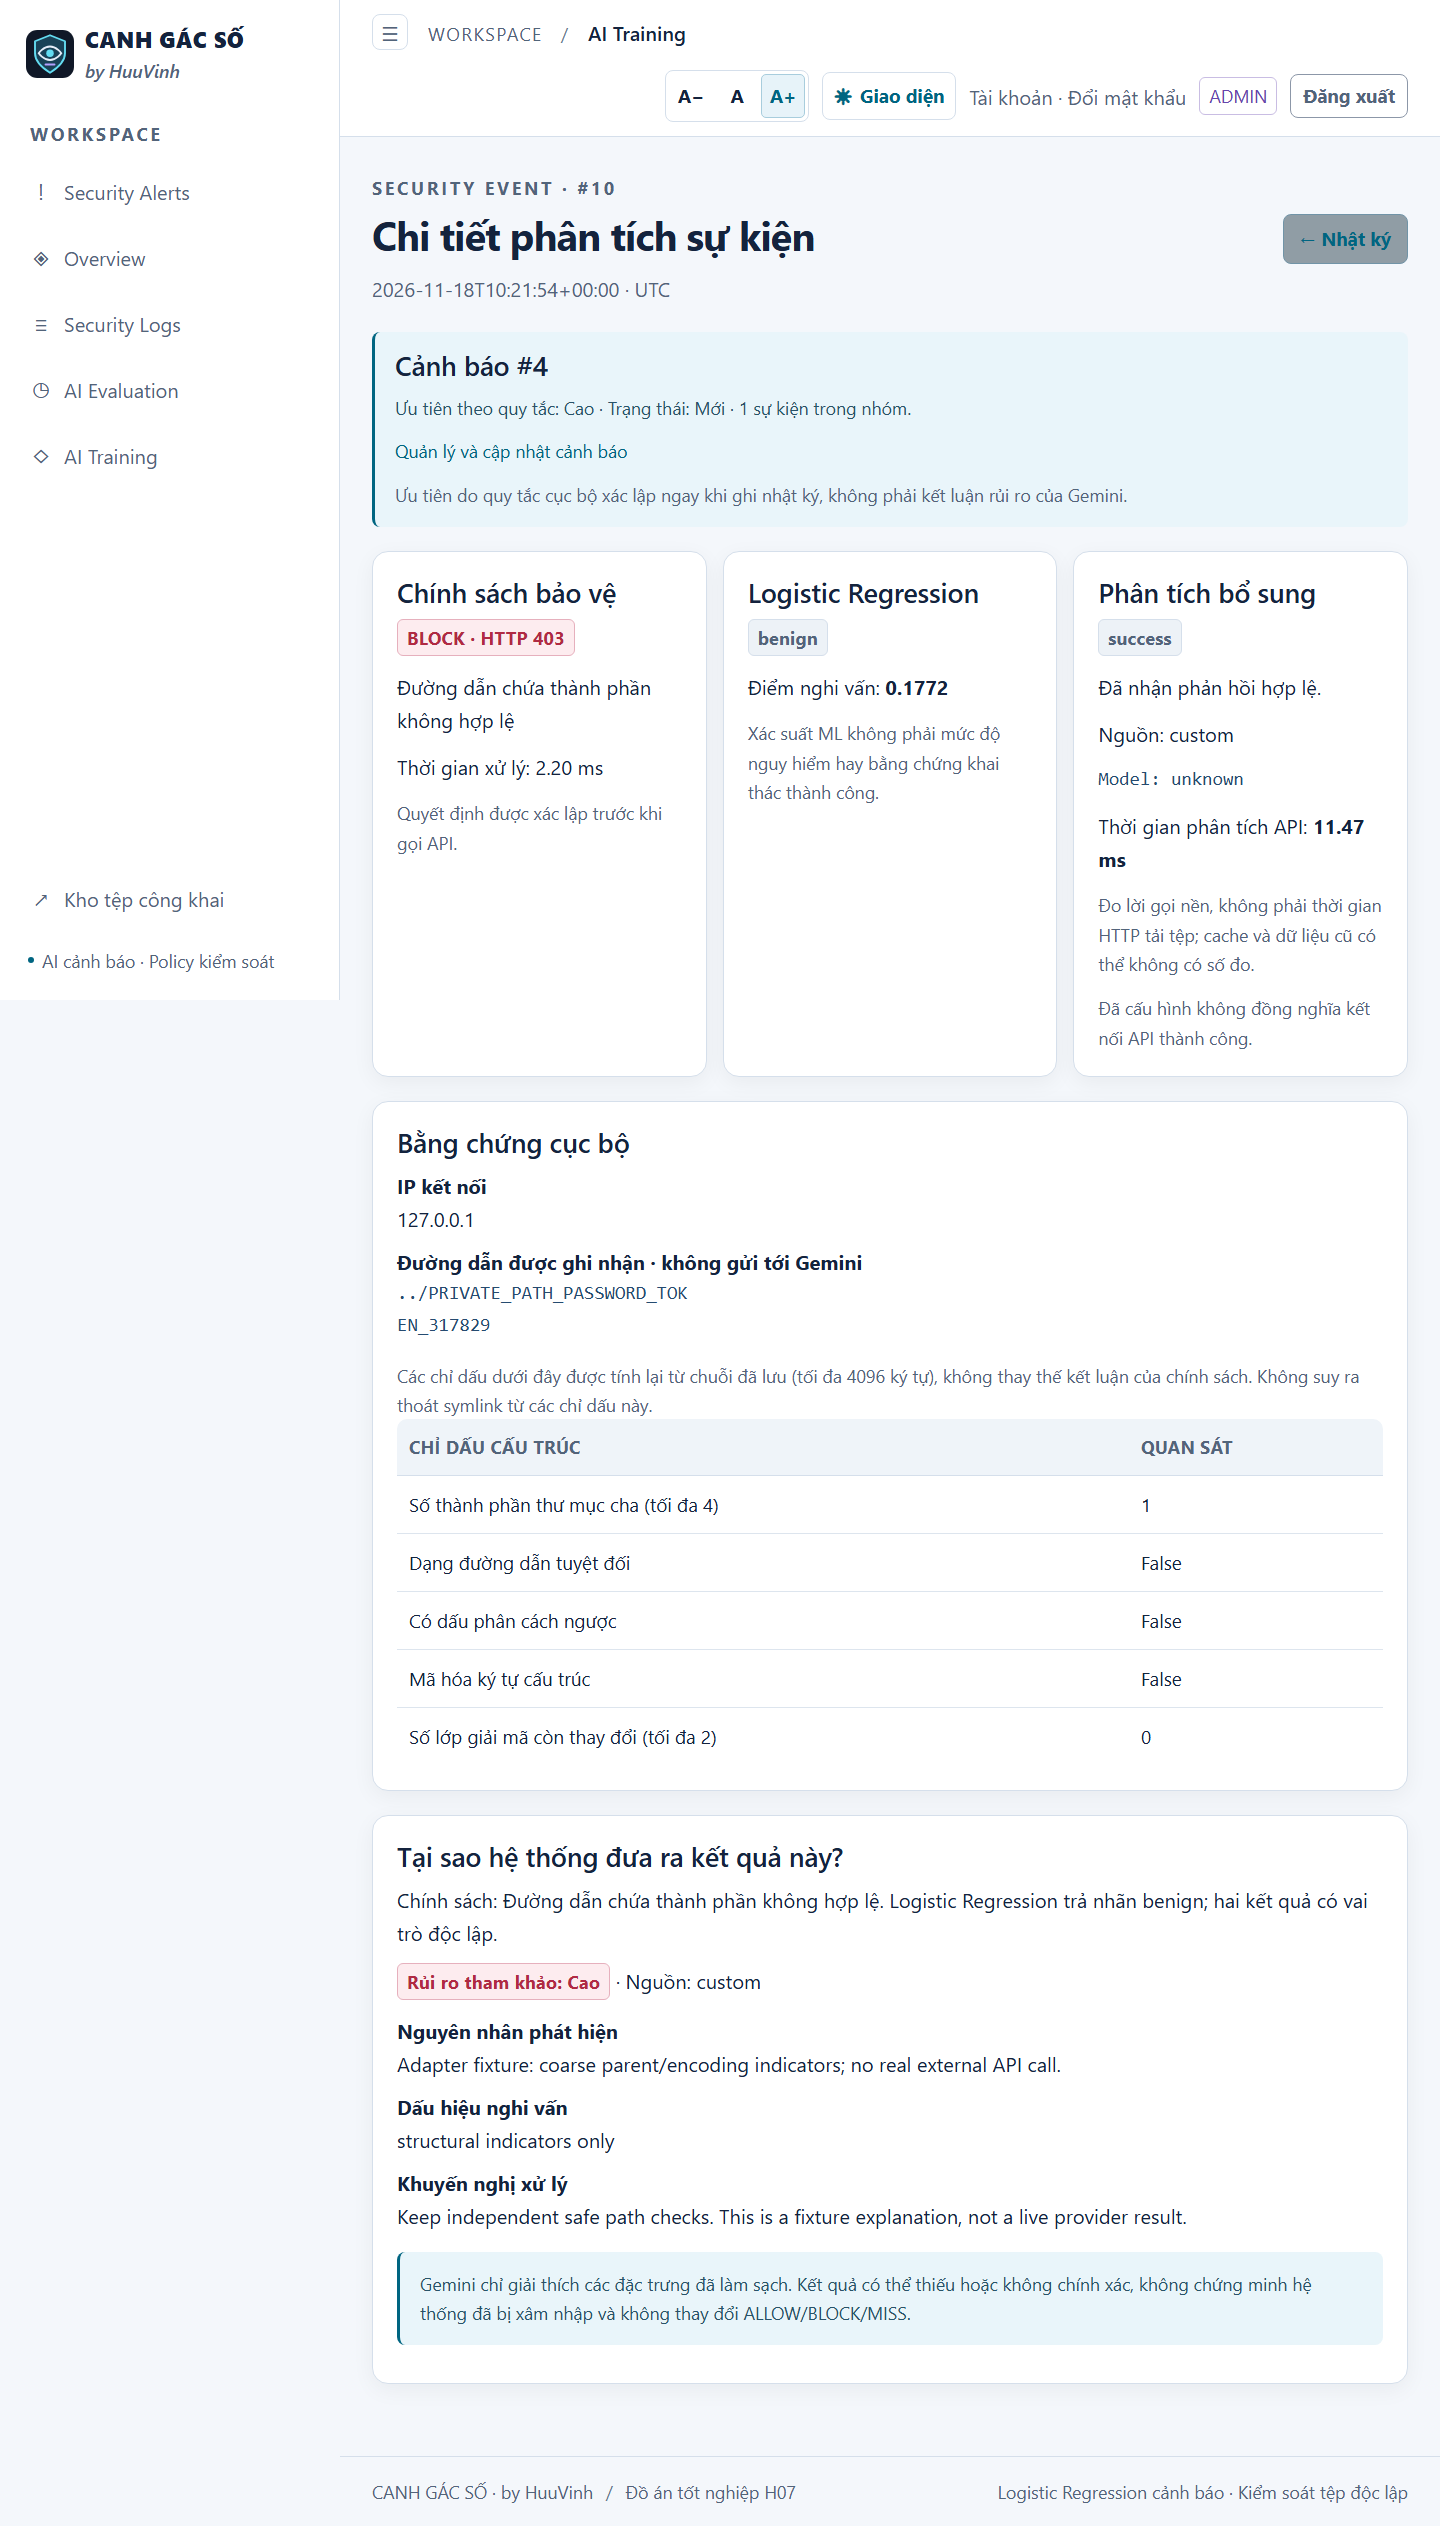 CANH GÁC SỐ
by HuuVinh
WORKSPACE
! Security Alerts
Overview
Security Logs
AI Evaluation
AI Training
↗ Kho tệp công khai
• AI cảnh báo · Policy kiểm soát
☰ WORKSPACE / AI Training
A− A A+ Giao diện Tài khoản · Đổi mật khẩu ADMIN Đăng xuất
SECURITY EVENT · #10
Chi tiết phân tích sự kiện
← Nhật ký
2026-11-18T10:21:54+00:00 · UTC
Cảnh báo #4
Ưu tiên theo quy tắc: Cao · Trạng thái: Mới · 1 sự kiện trong nhóm.
Quản lý và cập nhật cảnh báo
Ưu tiên do quy tắc cục bộ xác lập ngay khi ghi nhật ký, không phải kết luận rủi ro của Gemini.
Chính sách bảo vệ
BLOCK · HTTP 403
Đường dẫn chứa thành phần
không hợp lệ
Thời gian xử lý: 2.20 ms
Quyết định được xác lập trước khi
gọi API.
Logistic Regression
benign
Điểm nghi vấn: 0.1772
Xác suất ML không phải mức độ
nguy hiểm hay bằng chứng khai
thác thành công.
Phân tích bổ sung
success
Đã nhận phản hồi hợp lệ.
Nguồn: custom
Model: unknown
Thời gian phân tích API: 11.47
ms
Đo lời gọi nền, không phải thời gian
HTTP tải tệp; cache và dữ liệu cũ có
thể không có số đo.
Đã cấu hình không đồng nghĩa kết
nối API thành công.
Bằng chứng cục bộ
IP kết nối
127.0.0.1
Đường dẫn được ghi nhận · không gửi tới Gemini
../PRIVATE_PATH_PASSWORD_TOK
EN_317829
Các chỉ dấu dưới đây được tính lại từ chuỗi đã lưu (tối đa 4096 ký tự), không thay thế kết luận của chính sách. Không suy ra
thoát symlink từ các chỉ dấu này.
CHỈ DẤU CẤU TRÚC QUAN SÁT
Số thành phần thư mục cha (tối đa 4) 1
Dạng đường dẫn tuyệt đối False
Có dấu phân cách ngược False
Mã hóa ký tự cấu trúc False
Số lớp giải mã còn thay đổi (tối đa 2) 0
Tại sao hệ thống đưa ra kết quả này?
Chính sách: Đường dẫn chứa thành phần không hợp lệ. Logistic Regression trả nhãn benign; hai kết quả có vai
trò độc lập.
Rủi ro tham khảo: Cao · Nguồn: custom
Nguyên nhân phát hiện
Adapter fixture: coarse parent/encoding indicators; no real external API call.
Dấu hiệu nghi vấn
structural indicators only
Khuyến nghị xử lý
Keep independent safe path checks. This is a fixture explanation, not a live provider result.
Gemini chỉ giải thích các đặc trưng đã làm sạch. Kết quả có thể thiếu hoặc không chính xác, không chứng minh hệ
thống đã bị xâm nhập và không thay đổi ALLOW/BLOCK/MISS.
CANH GÁC SỐ · by HuuVinh / Đồ án tốt nghiệp H07
Logistic Regression cảnh báo · Kiểm soát tệp độc lập